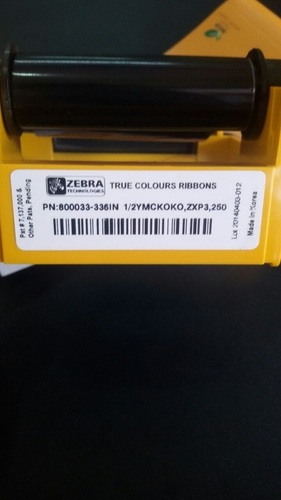 Pat # 7,137,000 &
Other Pats. Pending
ZEBRA
TECHNOLOGIES
TRUE COLOURS RIBBONS
PN:800033-336IN 1/2YMCKOKO,ZXP3,250
Lot 20140403-012
Made in Korea